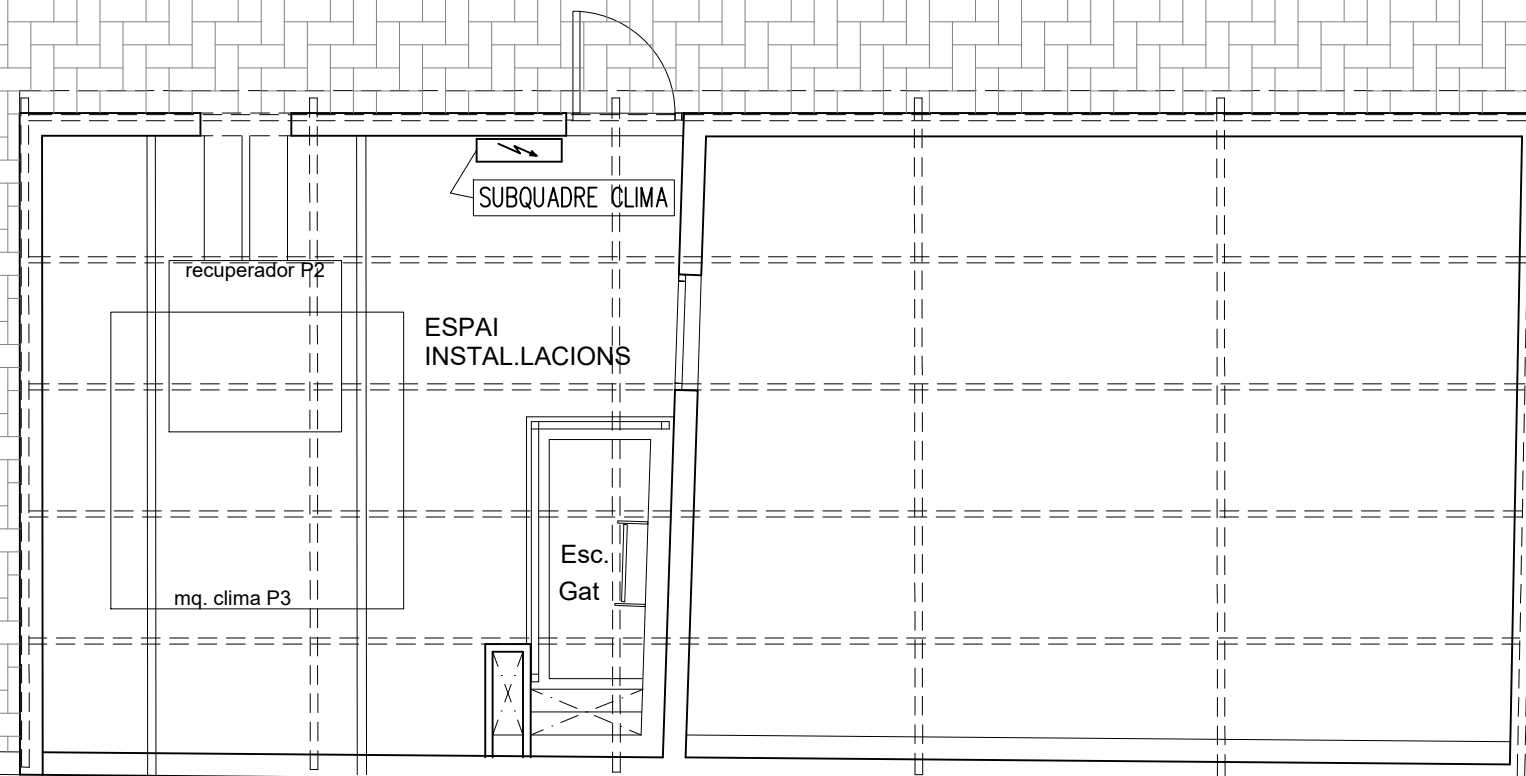 SUBQUADRE CLIMA
recuperador P2
ESPAI
INSTAL.LACIONS
Esc.
Gat
mq. clima P3